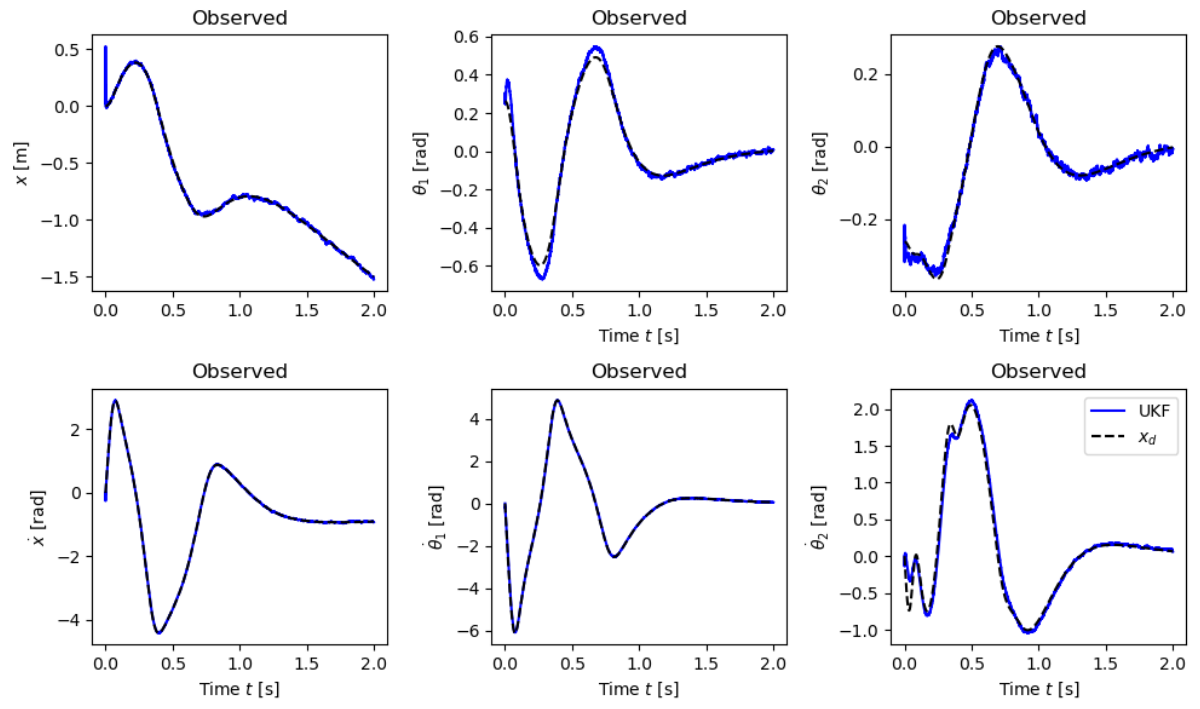 Observed
0.5
0.0
−0.5
−1.0
−1.5
x [m]
0.0 0.5 1.0 1.5 2.0
Observed
0.6
0.4
0.2
0.0
−0.2
−0.4
−0.6
θ₁ [rad]
0.0 0.5 1.0 1.5 2.0
Time t [s]
Observed
0.2
0.0
−0.2
θ₂ [rad]
0.0 0.5 1.0 1.5 2.0
Time t [s]
Observed
2
0
−2
−4
ẋ [rad]
0.0 0.5 1.0 1.5 2.0
Time t [s]
Observed
4
2
0
−2
−4
−6
θ̇₁ [rad]
0.0 0.5 1.0 1.5 2.0
Time t [s]
Observed
2.0
1.5
1.0
0.5
0.0
−0.5
−1.0
θ̇₂ [rad]
UKF
x_d
0.0 0.5 1.0 1.5 2.0
Time t [s]